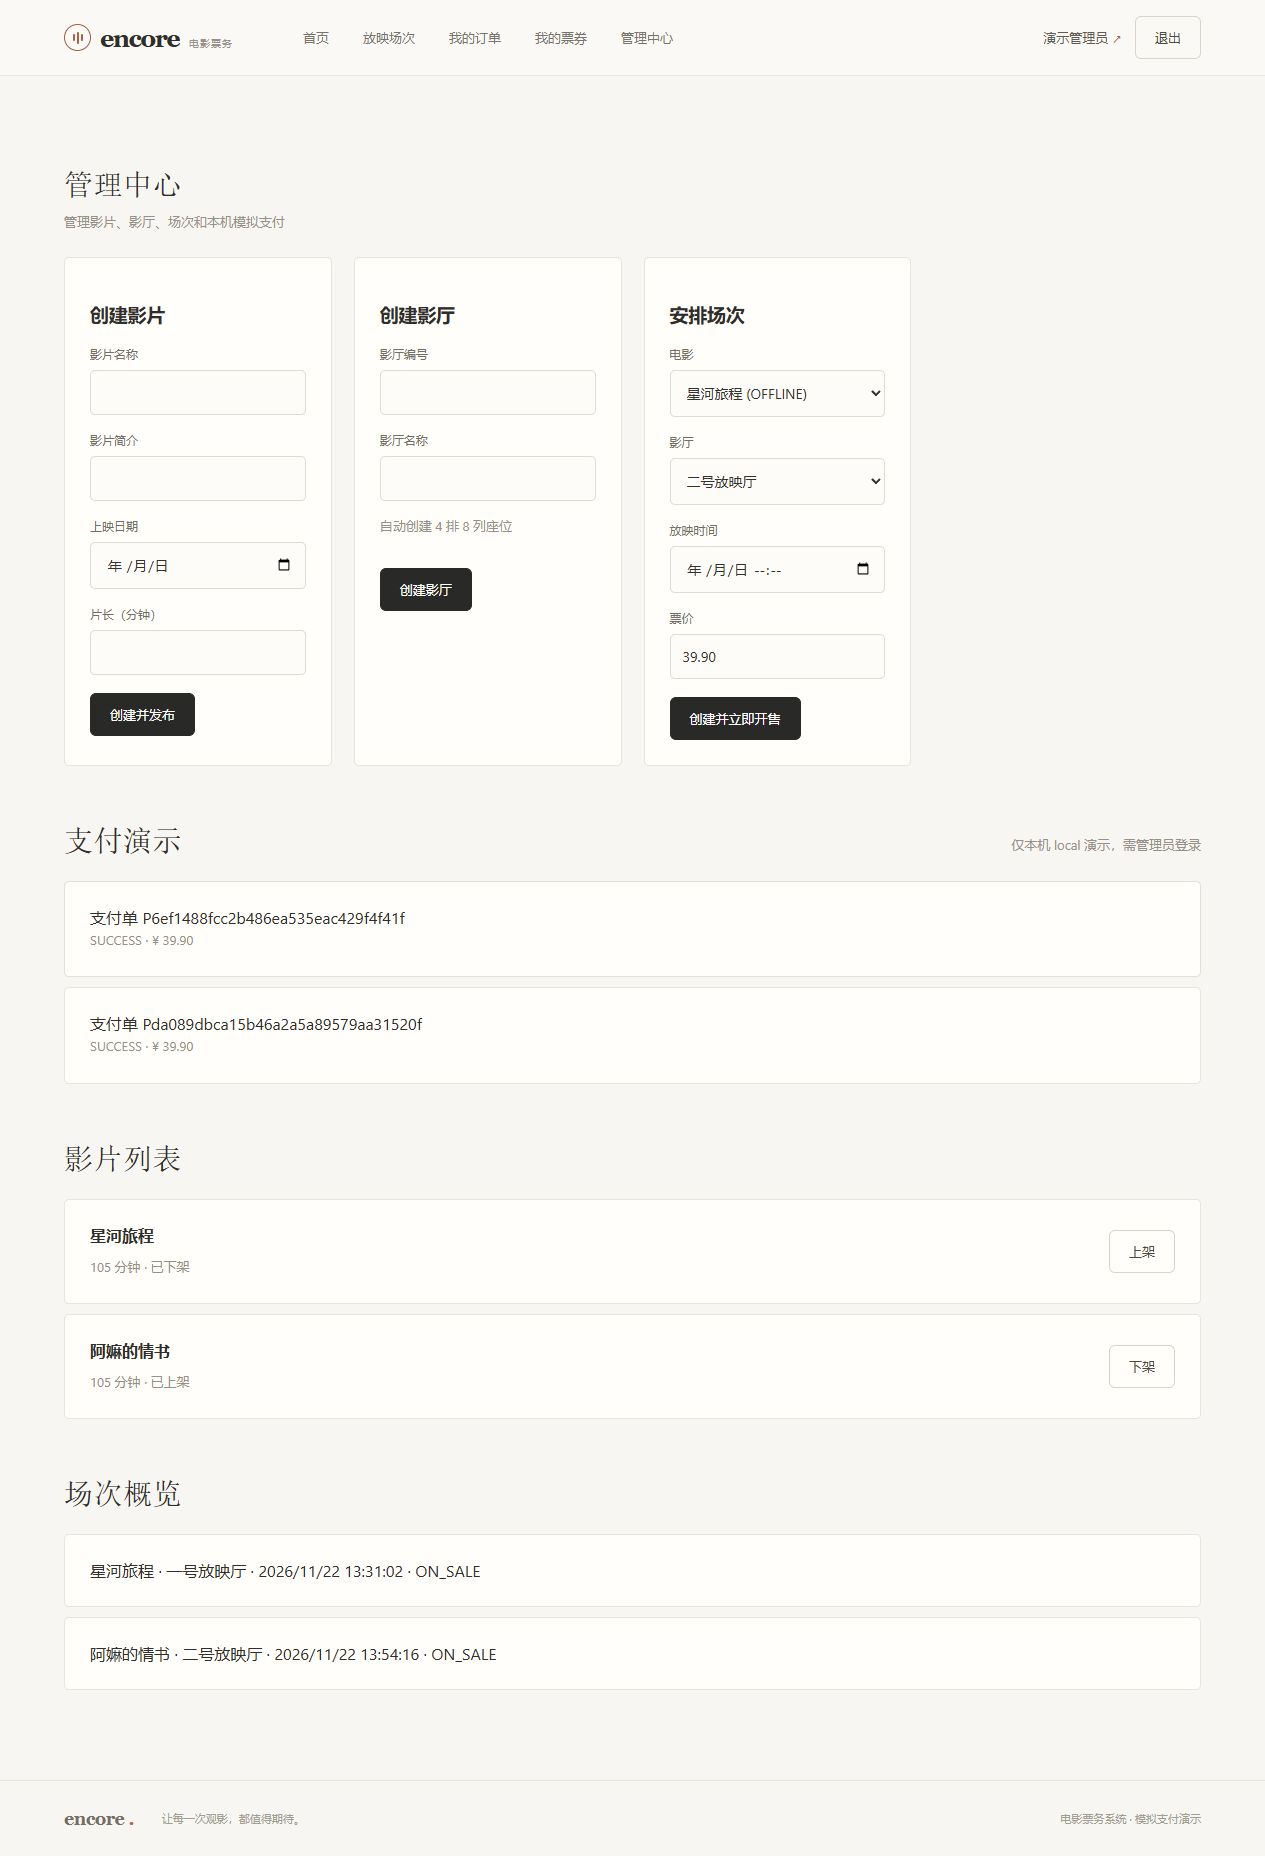 encore 电影票务 首页 放映场次 我的订单 我的票券 管理中心 演示管理员 ↗ 退出
管理中心
管理影片、影厅、场次和本机模拟支付
创建影片
影片名称
影片简介
上映日期
年 /月/日
片长（分钟）
创建并发布
创建影厅
影厅编号
影厅名称
自动创建 4 排 8 列座位
创建影厅
安排场次
电影
星河旅程 (OFFLINE)
影厅
二号放映厅
放映时间
年 /月/日 --:--
票价
39.90
创建并立即开售
支付演示
仅本机 local 演示，需管理员登录
支付单 P6ef1488fcc2b486ea535eac429f4f41f
SUCCESS · ¥ 39.90
支付单 Pda089dbca15b46a2a5a89579aa31520f
SUCCESS · ¥ 39.90
影片列表
星河旅程
105 分钟 · 已下架
上架
阿嫲的情书
105 分钟 · 已上架
下架
场次概览
星河旅程 · 一号放映厅 · 2026/11/22 13:31:02 · ON_SALE
阿嫲的情书 · 二号放映厅 · 2026/11/22 13:54:16 · ON_SALE
encore . 让每一次观影，都值得期待。 电影票务系统 · 模拟支付演示